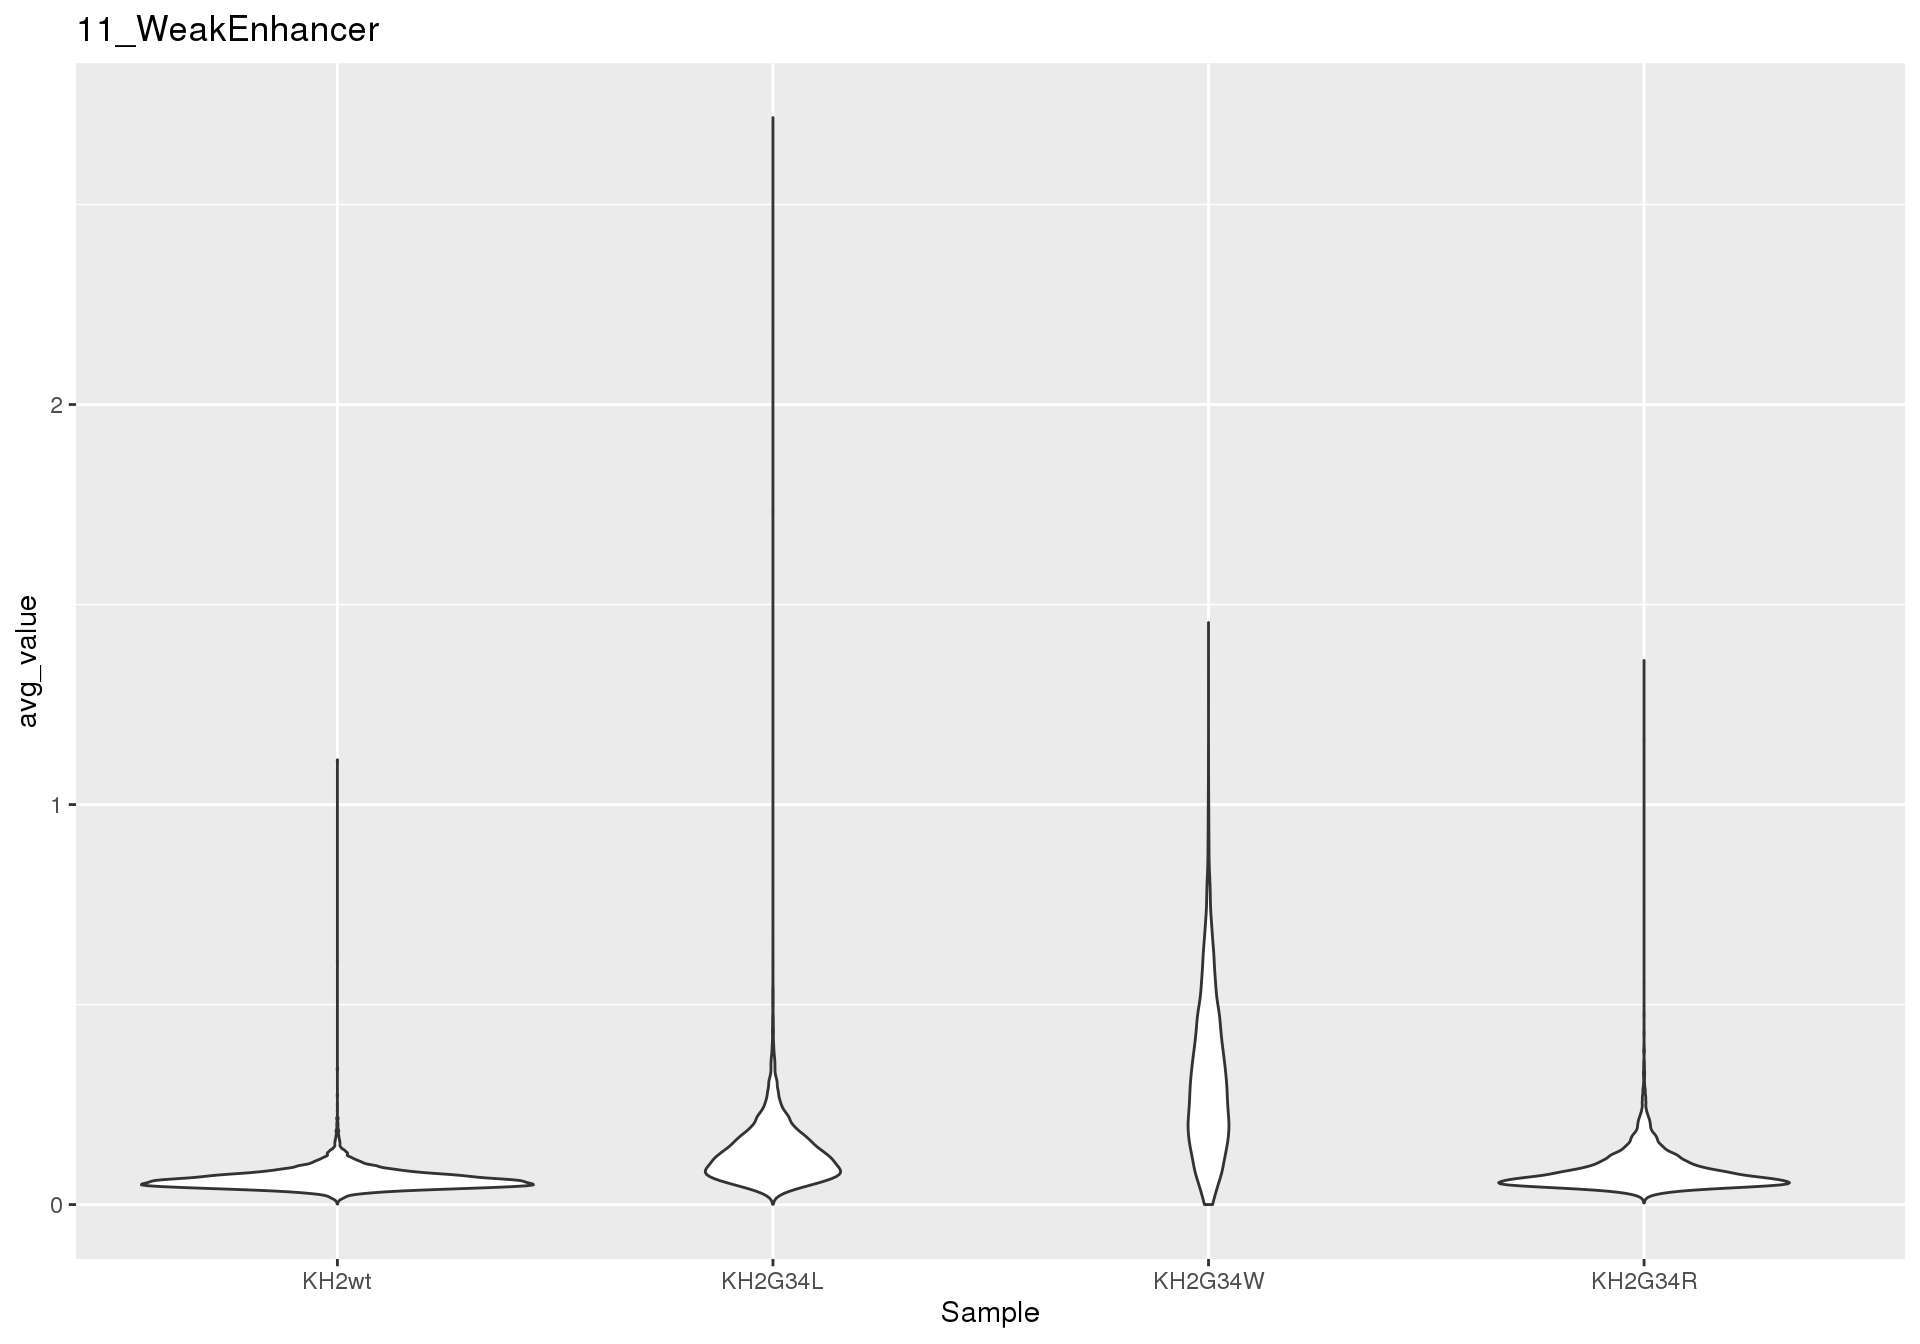 11_WeakEnhancer
avg_value
2
1
0
KH2wt
KH2G34L
KH2G34W
KH2G34R
Sample